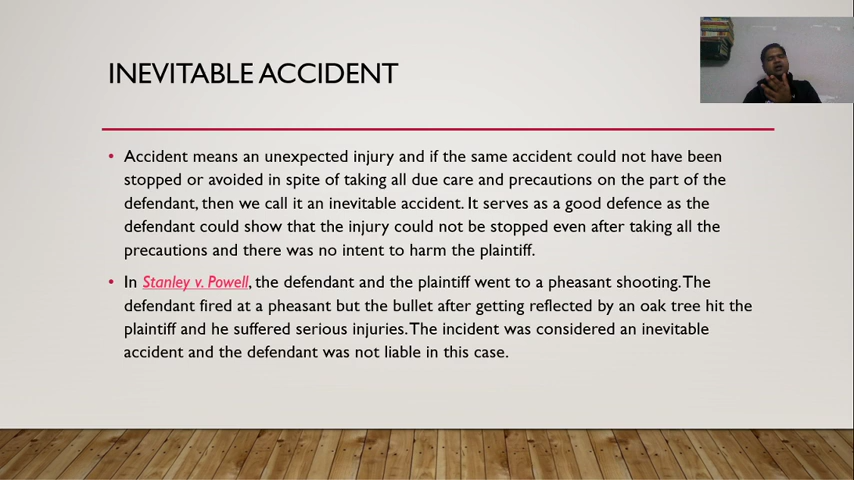 INEVITABLE ACCIDENT
• Accident means an unexpected injury and if the same accident could not have been
stopped or avoided in spite of taking all due care and precautions on the part of the
defendant, then we call it an inevitable accident. It serves as a good defence as the
defendant could show that the injury could not be stopped even after taking all the
precautions and there was no intent to harm the plaintiff.
• In Stanley v. Powell, the defendant and the plaintiff went to a pheasant shooting. The
defendant fired at a pheasant but the bullet after getting reflected by an oak tree hit the
plaintiff and he suffered serious injuries. The incident was considered an inevitable
accident and the defendant was not liable in this case.